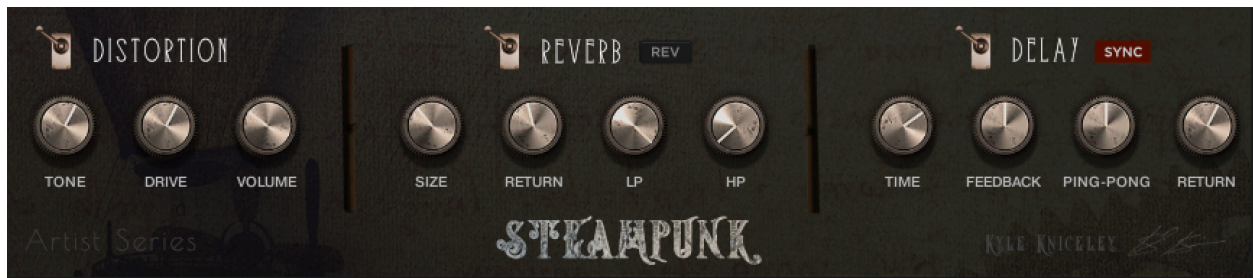 DISTORTION
REVERB REV
DELAY SYNC
TONE DRIVE VOLUME
SIZE RETURN LP HP
TIME FEEDBACK PING-PONG RETURN
Artist Series
STEAMPUNK
Kyle Kniceley